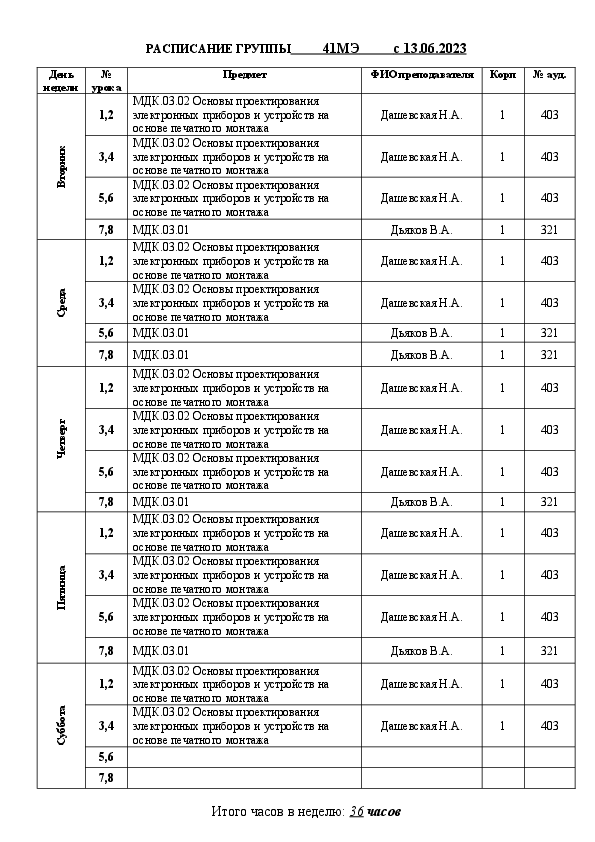 РАСПИСАНИЕ ГРУППЫ 41МЭ с 13.06.2023
День недели № урока Предмет ФИО преподавателя Корп № ауд.
Вторник
1,2 МДК.03.02 Основы проектирования электронных приборов и устройств на основе печатного монтажа Дашевская Н.А. 1 403
3,4 МДК.03.02 Основы проектирования электронных приборов и устройств на основе печатного монтажа Дашевская Н.А. 1 403
5,6 МДК.03.02 Основы проектирования электронных приборов и устройств на основе печатного монтажа Дашевская Н.А. 1 403
7,8 МДК.03.01 Дьяков В.А. 1 321
Среда
1,2 МДК.03.02 Основы проектирования электронных приборов и устройств на основе печатного монтажа Дашевская Н.А. 1 403
3,4 МДК.03.02 Основы проектирования электронных приборов и устройств на основе печатного монтажа Дашевская Н.А. 1 403
5,6 МДК.03.01 Дьяков В.А. 1 321
7,8 МДК.03.01 Дьяков В.А. 1 321
Четверг
1,2 МДК.03.02 Основы проектирования электронных приборов и устройств на основе печатного монтажа Дашевская Н.А. 1 403
3,4 МДК.03.02 Основы проектирования электронных приборов и устройств на основе печатного монтажа Дашевская Н.А. 1 403
5,6 МДК.03.02 Основы проектирования электронных приборов и устройств на основе печатного монтажа Дашевская Н.А. 1 403
7,8 МДК.03.01 Дьяков В.А. 1 321
Пятница
1,2 МДК.03.02 Основы проектирования электронных приборов и устройств на основе печатного монтажа Дашевская Н.А. 1 403
3,4 МДК.03.02 Основы проектирования электронных приборов и устройств на основе печатного монтажа Дашевская Н.А. 1 403
5,6 МДК.03.02 Основы проектирования электронных приборов и устройств на основе печатного монтажа Дашевская Н.А. 1 403
7,8 МДК.03.01 Дьяков В.А. 1 321
Суббота
1,2 МДК.03.02 Основы проектирования электронных приборов и устройств на основе печатного монтажа Дашевская Н.А. 1 403
3,4 МДК.03.02 Основы проектирования электронных приборов и устройств на основе печатного монтажа Дашевская Н.А. 1 403
5,6
7,8
Итого часов в неделю: 36 часов